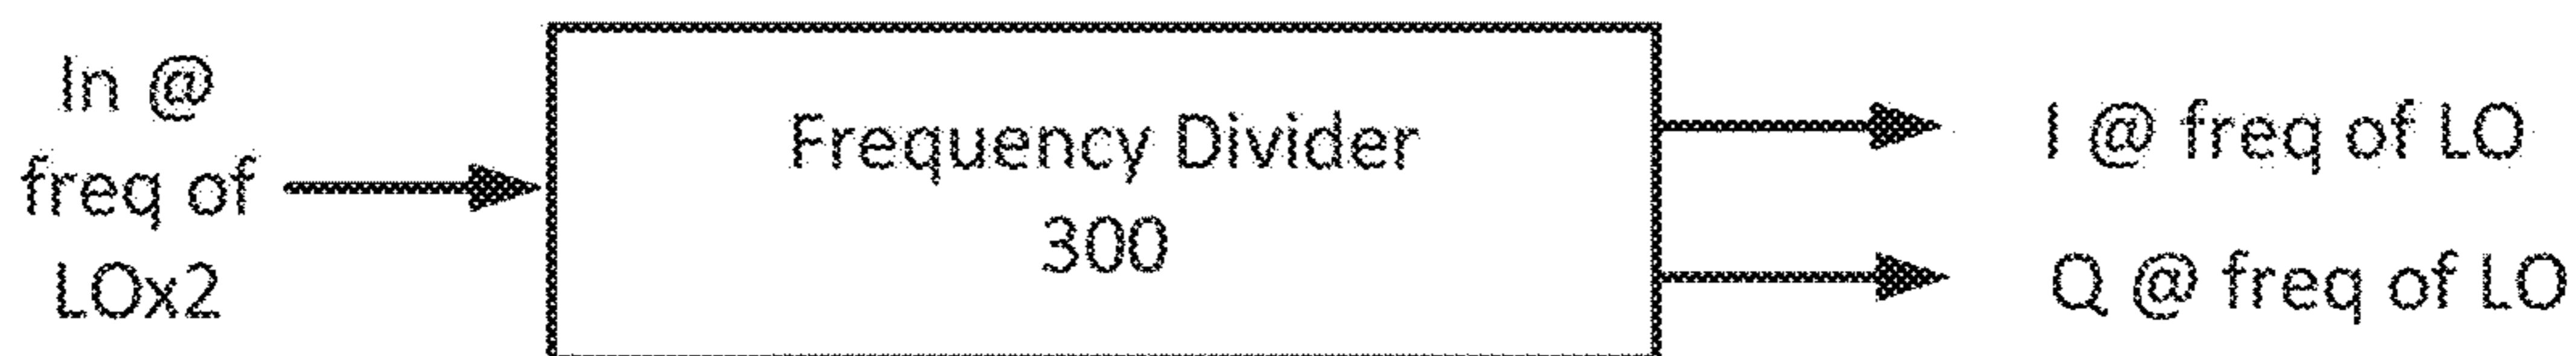 In @
freq of
LOx2
Frequency Divider
300
I @ freq of LO
Q @ freq of LO